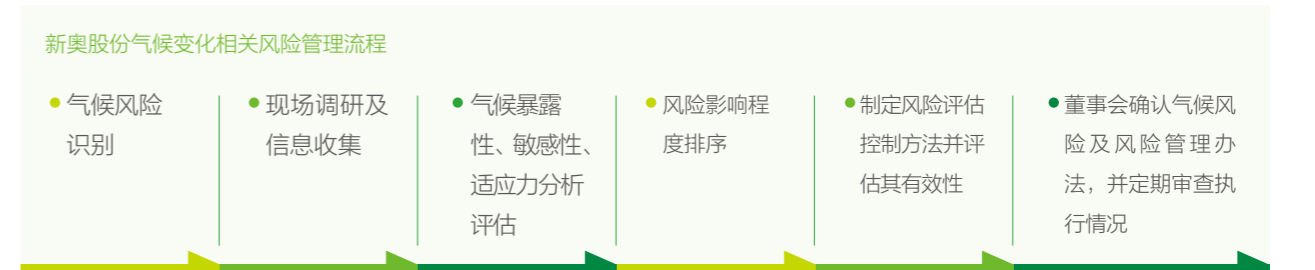 新奥股份气候变化相关风险管理流程
气候风险
识别
现场调研及
信息收集
气候暴露
性、敏感性、
适应力分析
评估
风险影响程
度排序
制定风险评估
控制方法并评
估其有效性
董事会确认气候风
险及风险管理办
法，并定期审查执
行情况